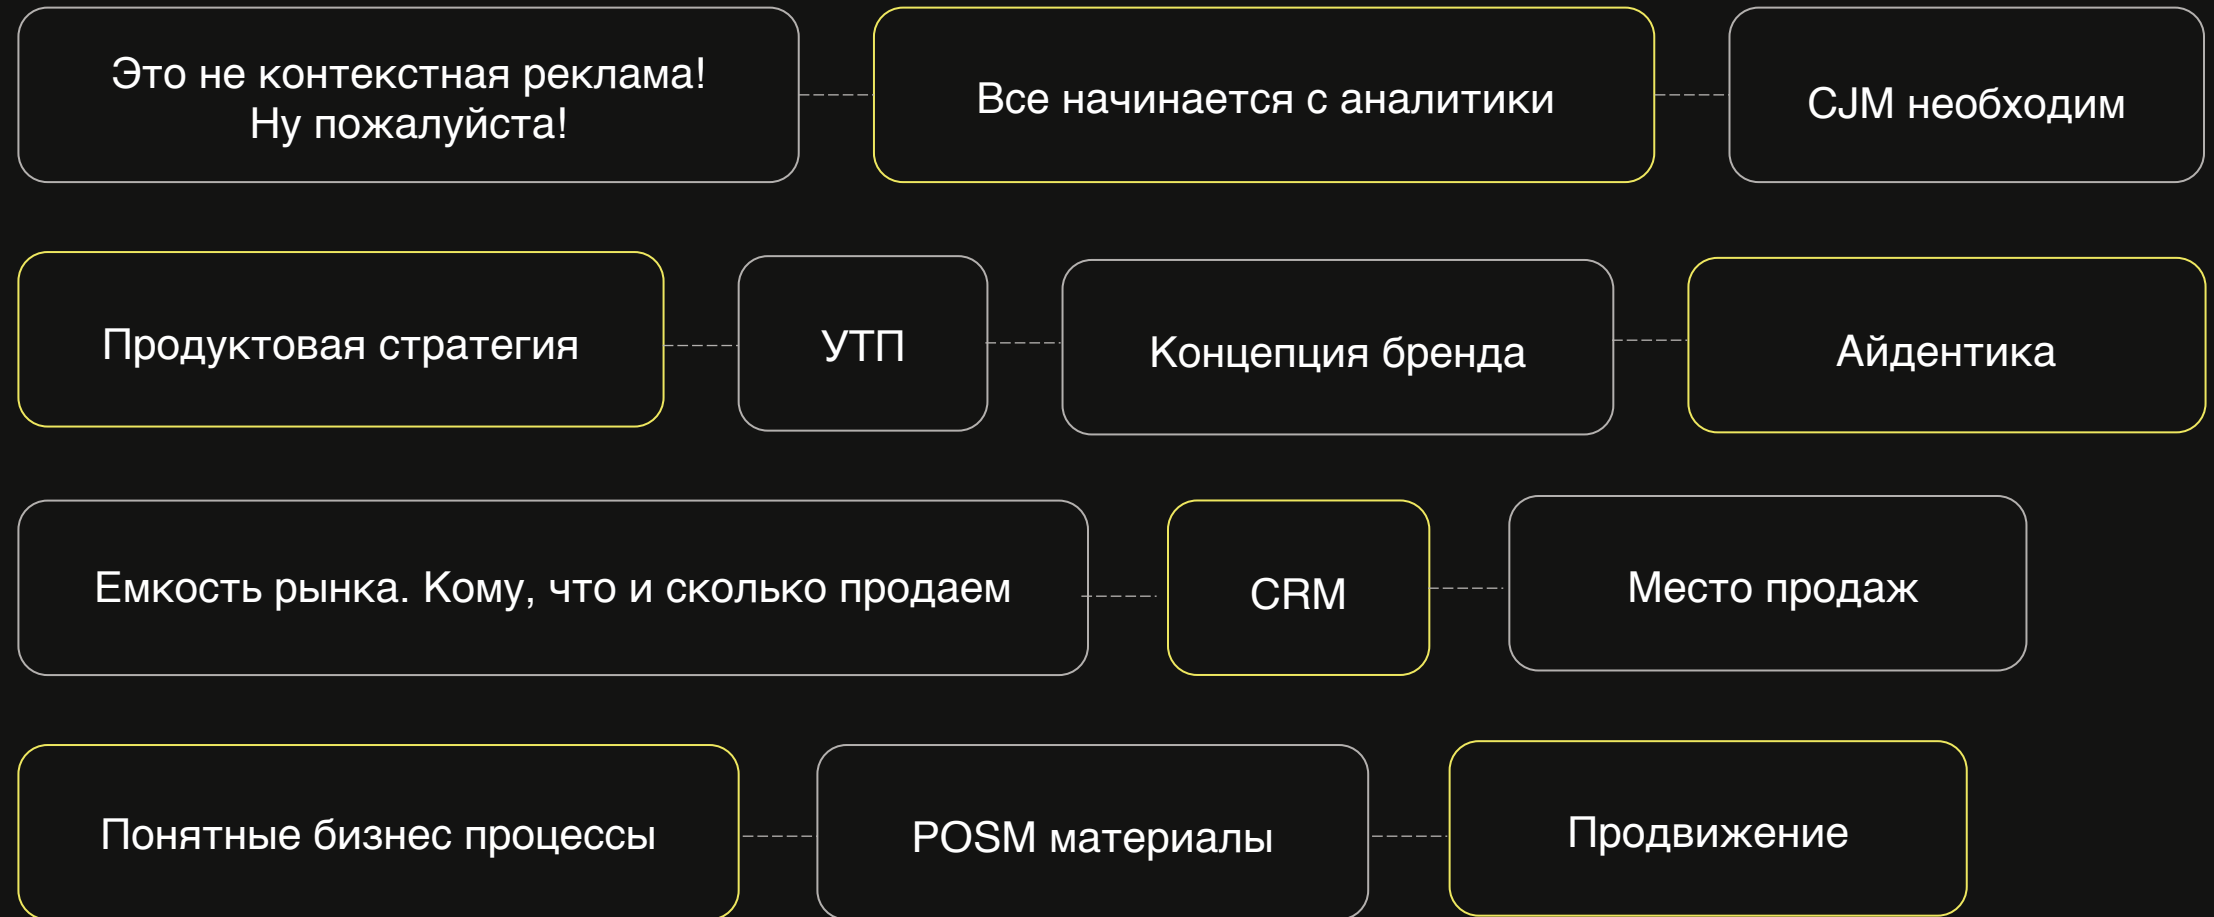 Это не контекстная реклама!
Ну пожалуйста!
Все начинается с аналитики
CJM необходим
Продуктовая стратегия
УТП
Концепция бренда
Айдентика
Емкость рынка. Кому, что и сколько продаем
CRM
Место продаж
Понятные бизнес процессы
POSM материалы
Продвижение